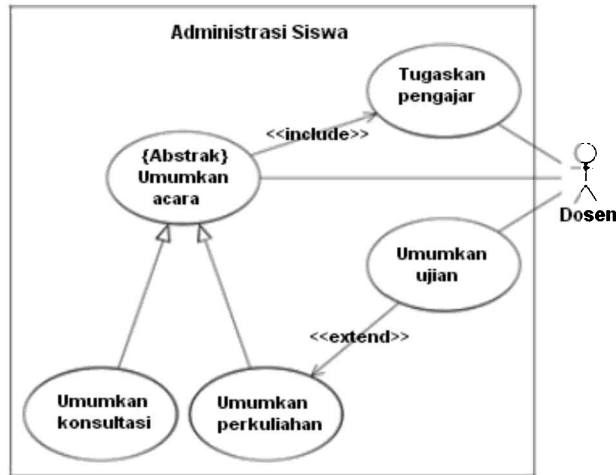 Administrasi Siswa
Tugaskan
pengajar
<<include>>
{Abstrak}
Umumkan
acara
Dosen
Umumkan
ujian
<<extend>>
Umumkan
konsultasi
Umumkan
perkuliahan